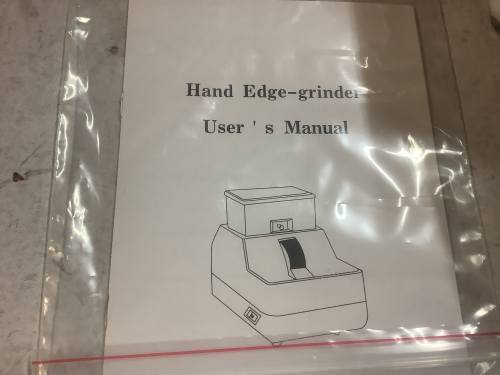 Hand Edge-grinder
User ' s Manual